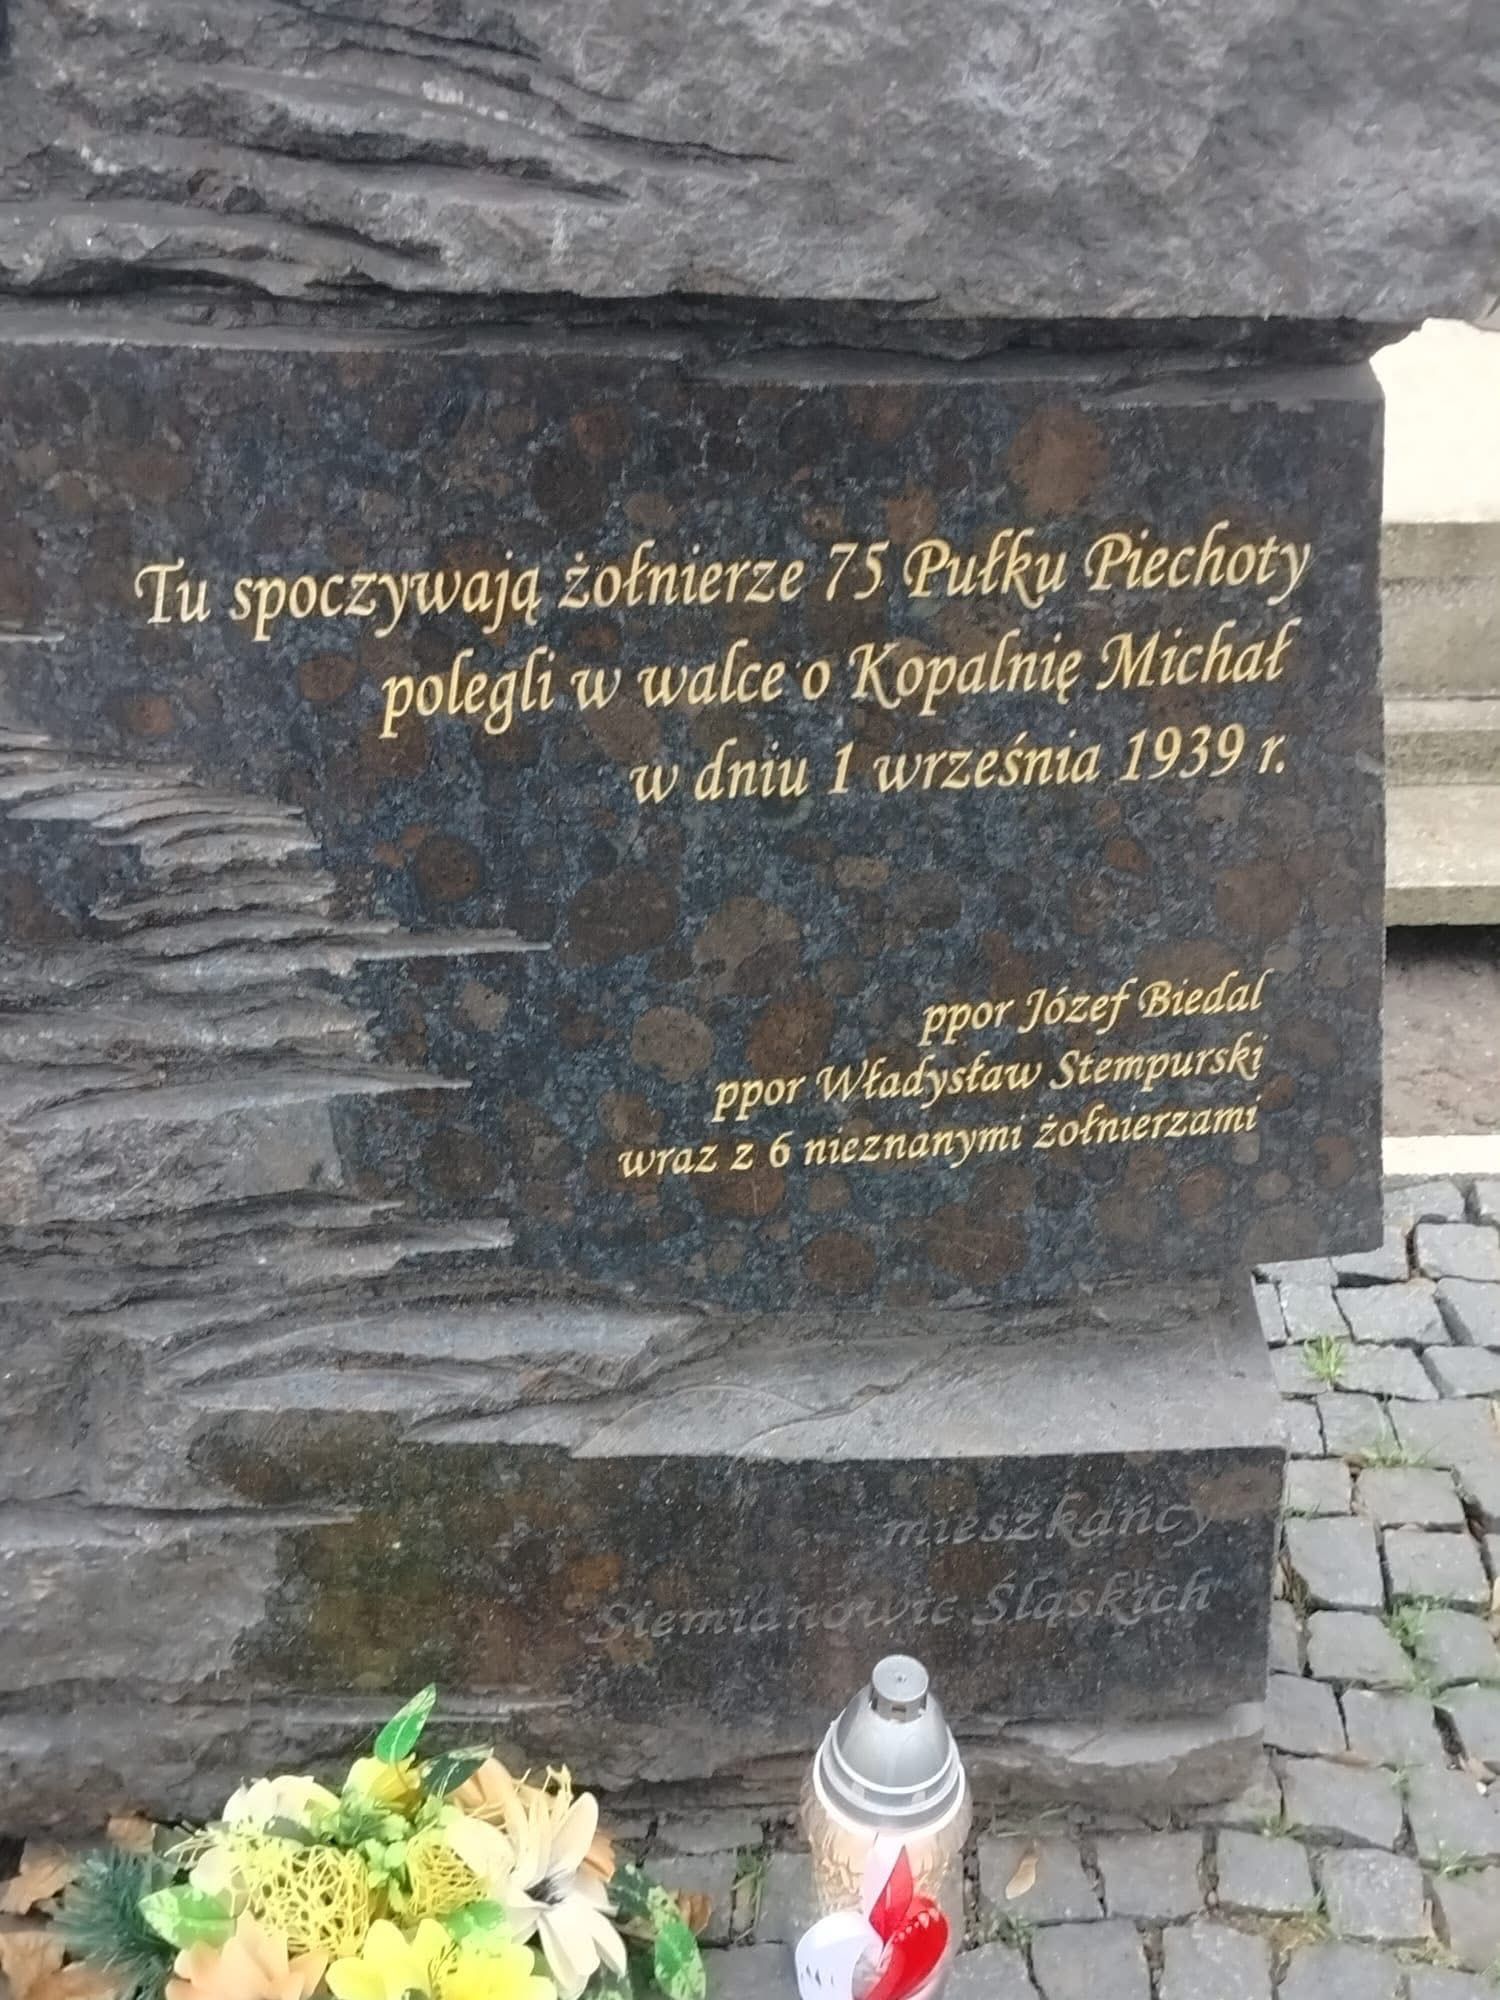 Tu spoczywają żołnierze 75 Pułku Piechoty
polegli w walce o Kopalnię Michał
w dniu 1 września 1939 r.
ppor Józef Biedal
ppor Władysław Stempurski
wraz z 6 nieznanymi żołnierzami
mieszkańcy
Siemianowic Śląskich